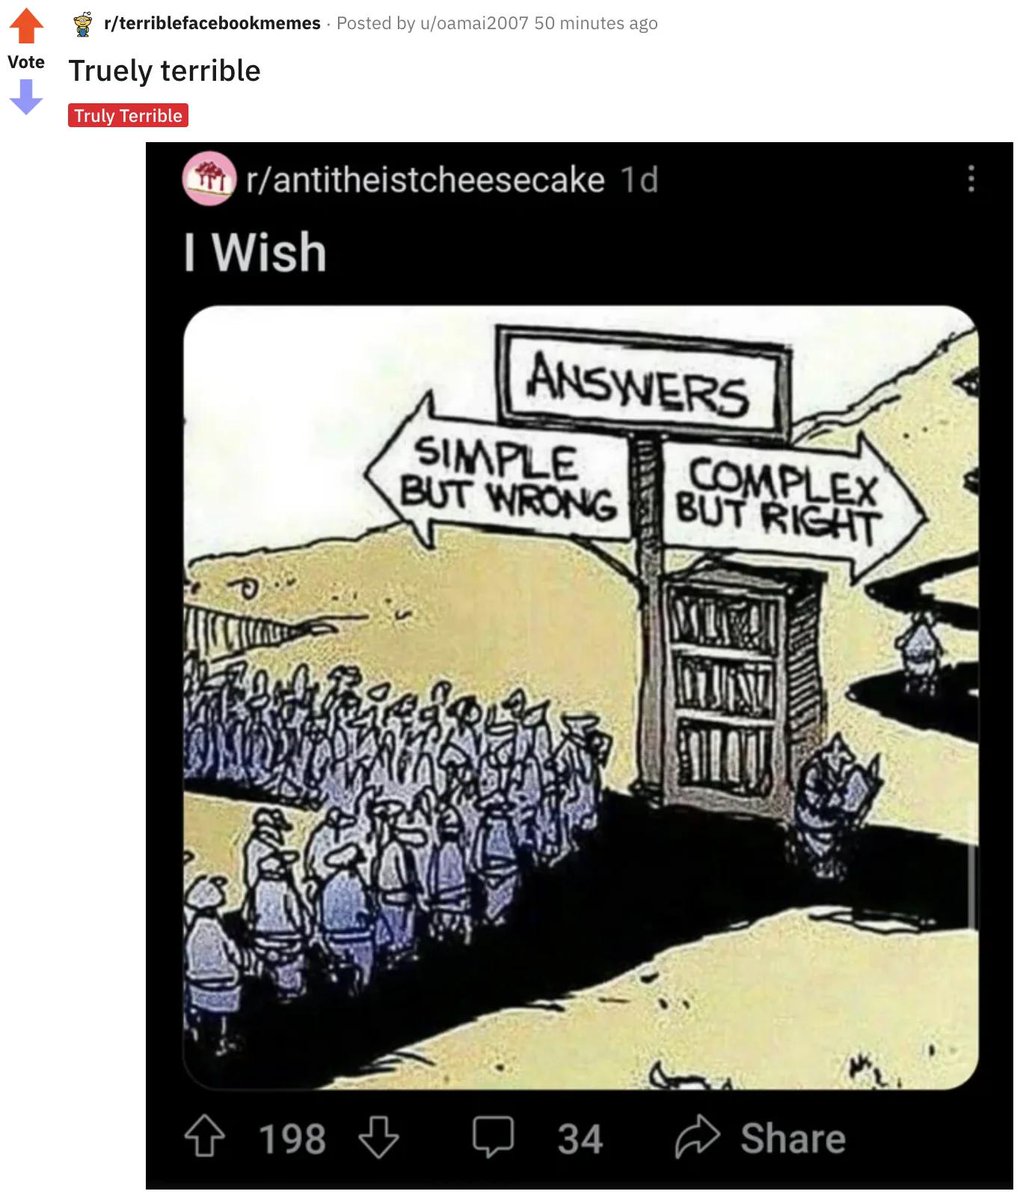 r/terriblefacebookmemes · Posted by u/oamai2007 50 minutes ago
Vote
Truely terrible
Truly Terrible
r/antitheistcheesecake 1d
I Wish
ANSWERS
SIMPLE
BUT WRONG
COMPLEX
BUT RIGHT
198
34
Share